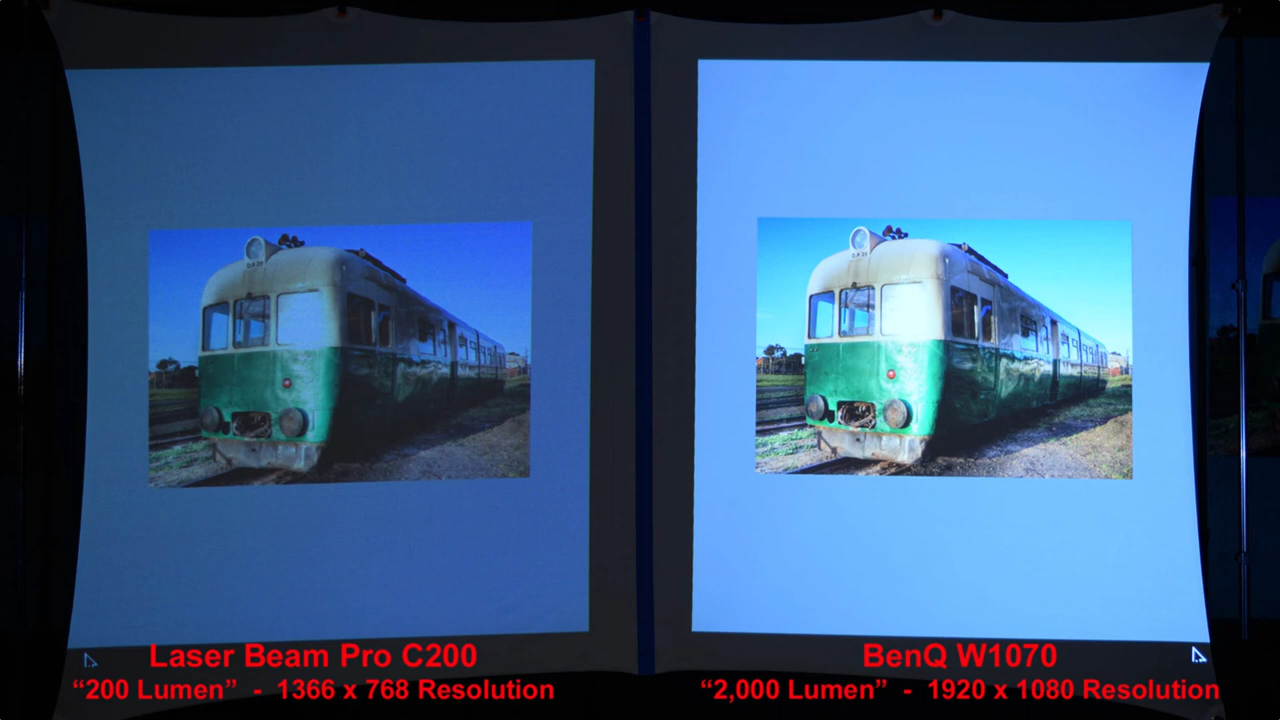 Laser Beam Pro C200
“200 Lumen” - 1366 x 768 Resolution
BenQ W1070
“2,000 Lumen” - 1920 x 1080 Resolution